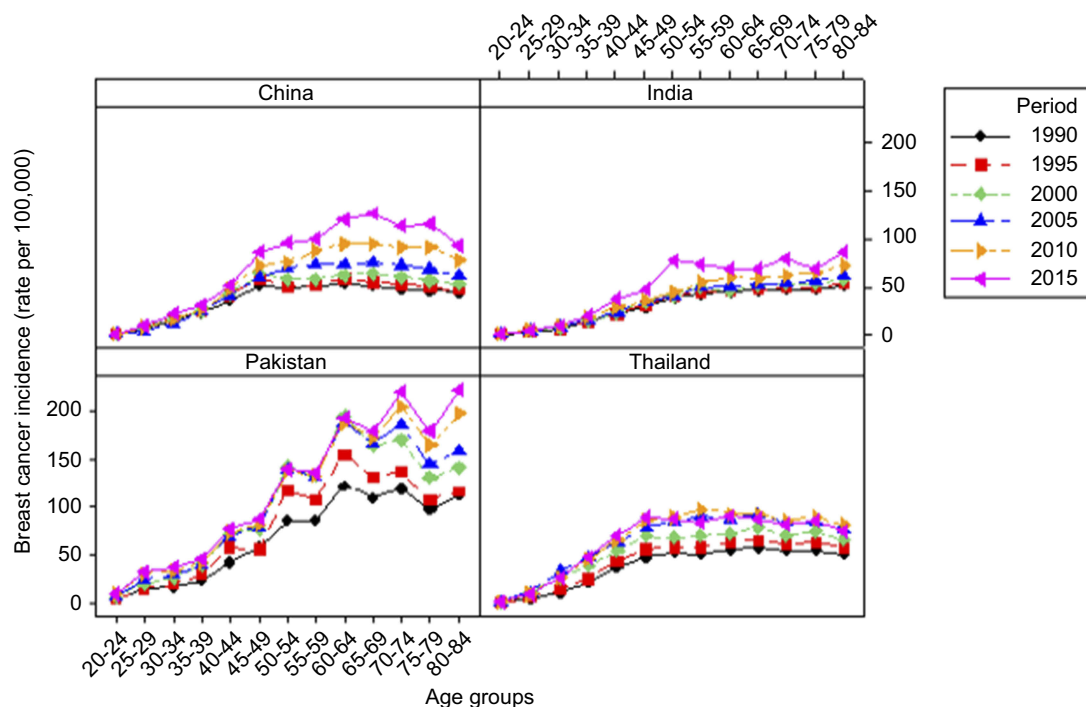 20-24 25-29 30-34 35-39 40-44 45-49 50-54 55-59 60-64 65-69 70-74 75-79 80-84
China
India
Period
1990
1995
2000
2005
2010
2015
200
150
100
50
0
Pakistan
Thailand
Breast cancer incidence (rate per 100,000)
200
150
100
50
0
20-24 25-29 30-34 35-39 40-44 45-49 50-54 55-59 60-64 65-69 70-74 75-79 80-84
Age groups